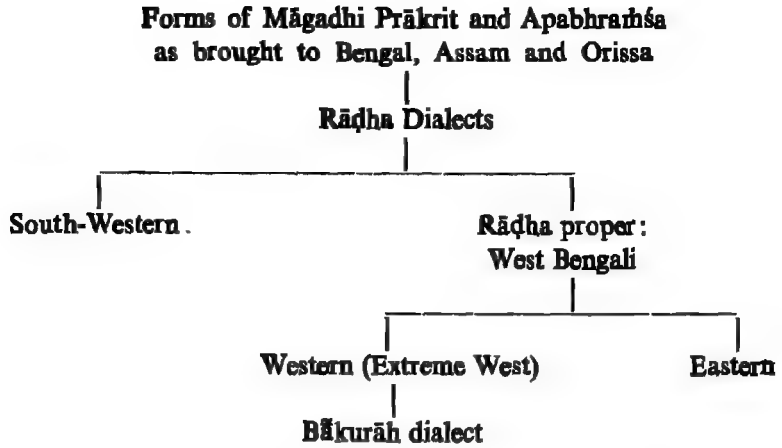 Forms of Māgadhi Prākrit and Apabhraṁśa
as brought to Bengal, Assam and Orissa
Rāḍha Dialects
South-Western.
Rāḍha proper:
West Bengali
Western (Extreme West)
Eastern
Bā̃kurāh dialect